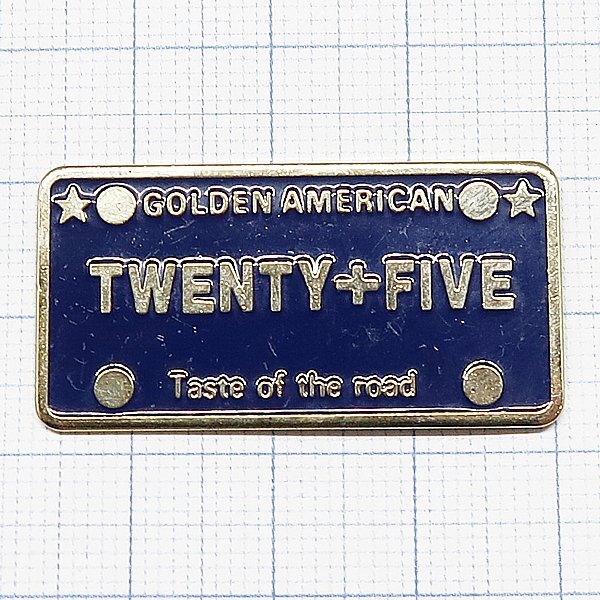 GOLDEN AMERICAN
TWENTY+FIVE
Taste of the road